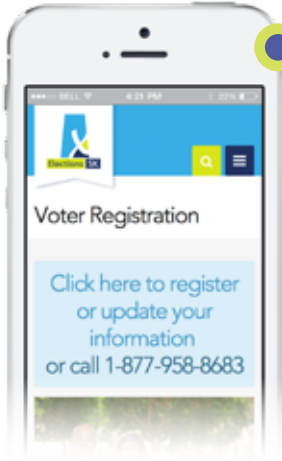 BELL 4:21 PM 22%
Elections SK
Voter Registration
Click here to register
or update your
information
or call 1-877-958-8683